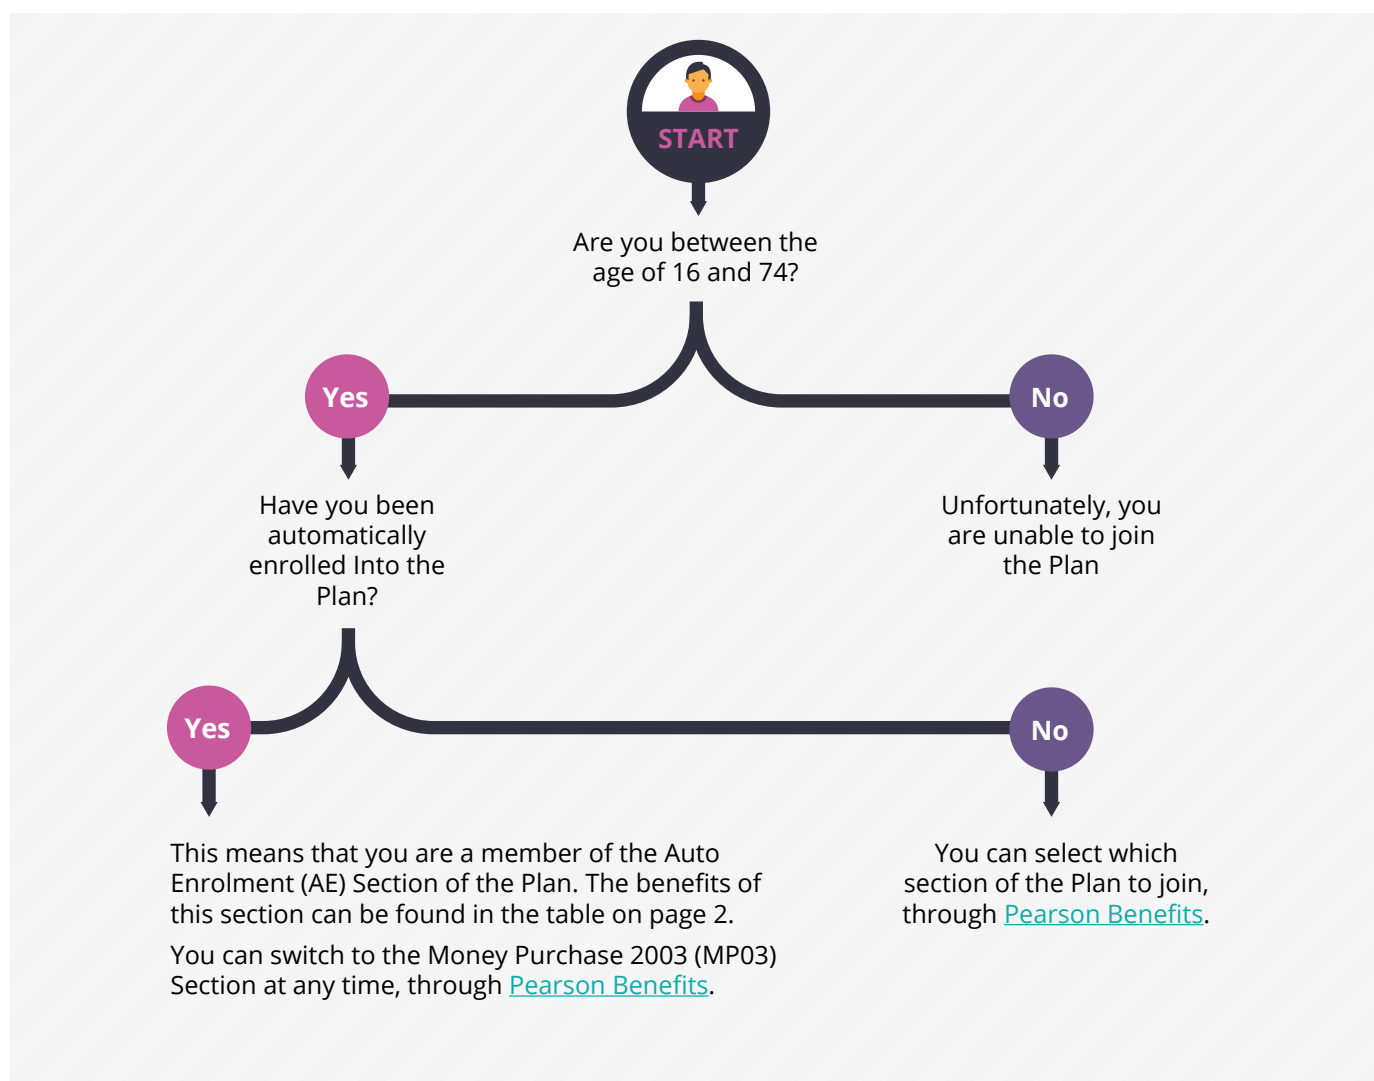 START
Are you between the
age of 16 and 74?
Yes
No
Have you been
automatically
enrolled Into the
Plan?
Unfortunately, you
are unable to join
the Plan
Yes
No
This means that you are a member of the Auto
Enrolment (AE) Section of the Plan. The benefits of
this section can be found in the table on page 2.
You can switch to the Money Purchase 2003 (MP03)
Section at any time, through Pearson Benefits.
You can select which
section of the Plan to join,
through Pearson Benefits.